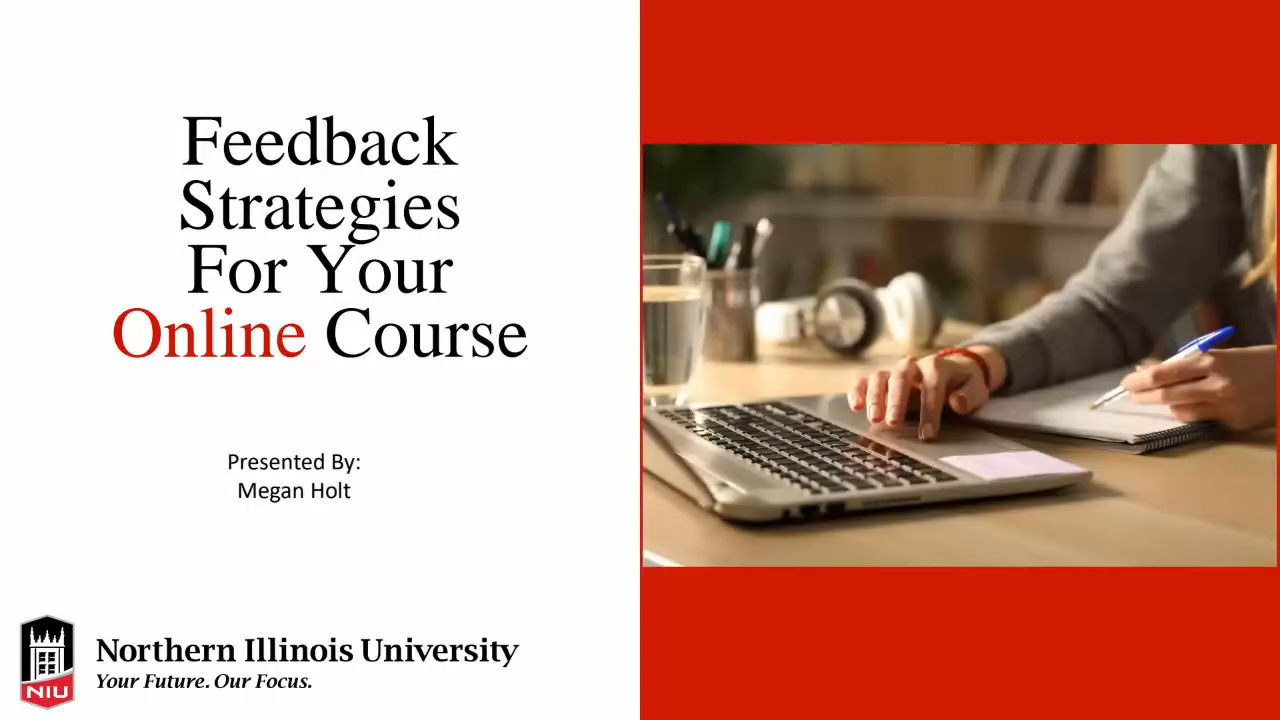 Feedback
Strategies
For Your
Online Course
Presented By:
Megan Holt
NIU
Northern Illinois University
Your Future. Our Focus.